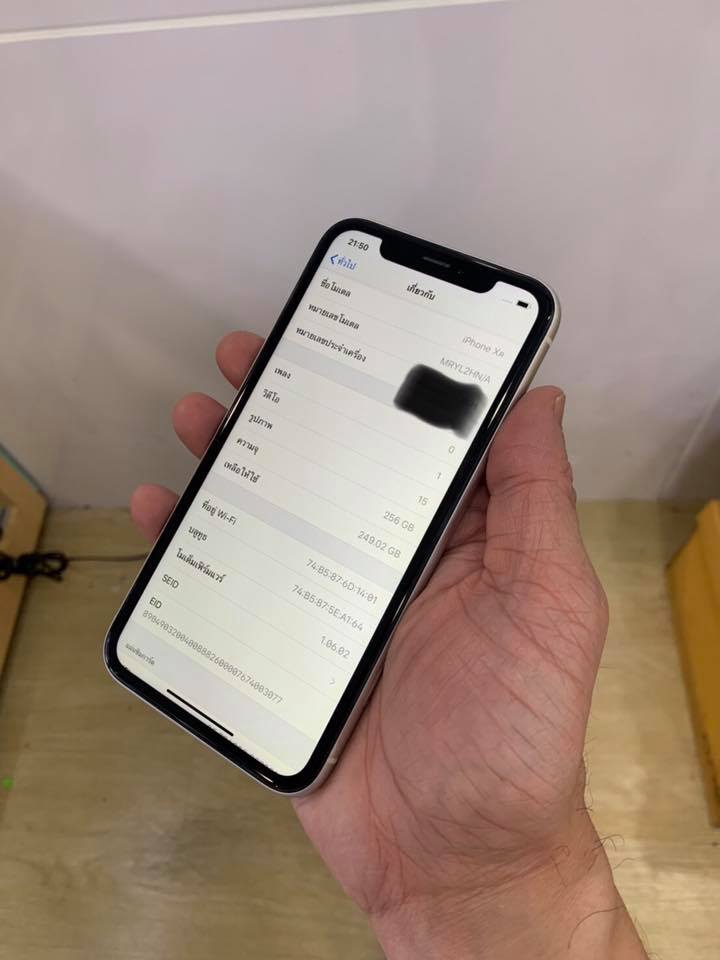 21:50
ทั่วไป
เกี่ยวกับ
ชื่อโมเดล iPhone XR
หมายเลขโมเดล MRYL2HN/A
หมายเลขประจำเครื่อง
เพลง 0
วิดีโอ 1
รูปภาพ 15
ความจุ 256 GB
เหลือให้ใช้ 249.02 GB
ที่อยู่ Wi-Fi 74:B5:87:6D:14:01
บลูทูธ 74:B5:87:5E:A1:64
โมเด็มเฟิร์มแวร์ 1.06.02
SEID
EID
89049032004008882600007674003077